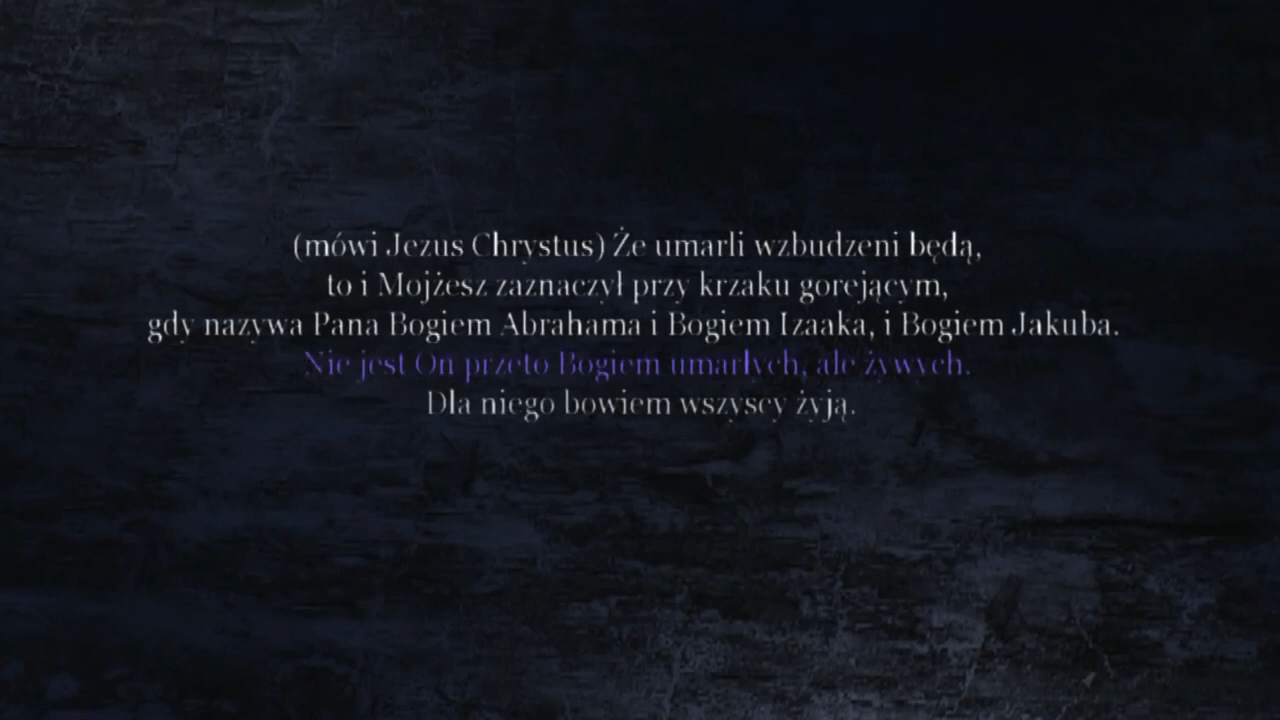 (mówi Jezus Chrystus) Że umarli wzbudzeni będą,
to i Mojżesz zaznaczył przy krzaku gorejącym,
gdy nazywa Pana Bogiem Abrahama i Bogiem Izaaka, i Bogiem Jakuba.
Nie jest On przeto Bogiem umarłych, ale żywych.
Dla niego bowiem wszyscy żyją.